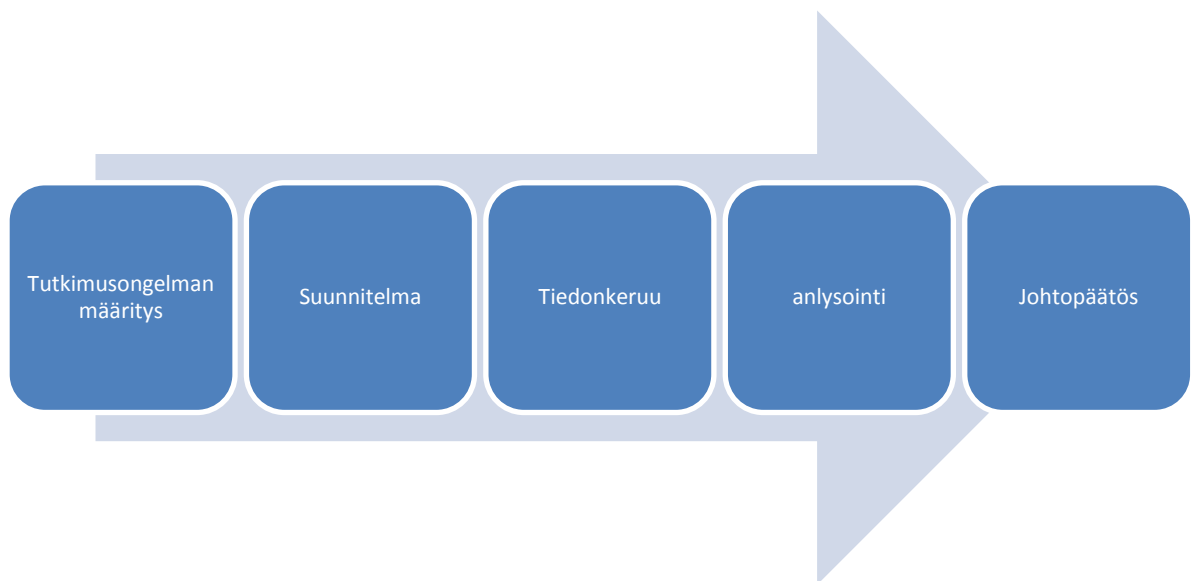 Tutkimusongelman
määritys
Suunnitelma
Tiedonkeruu
anlysointi
Johtopäätös